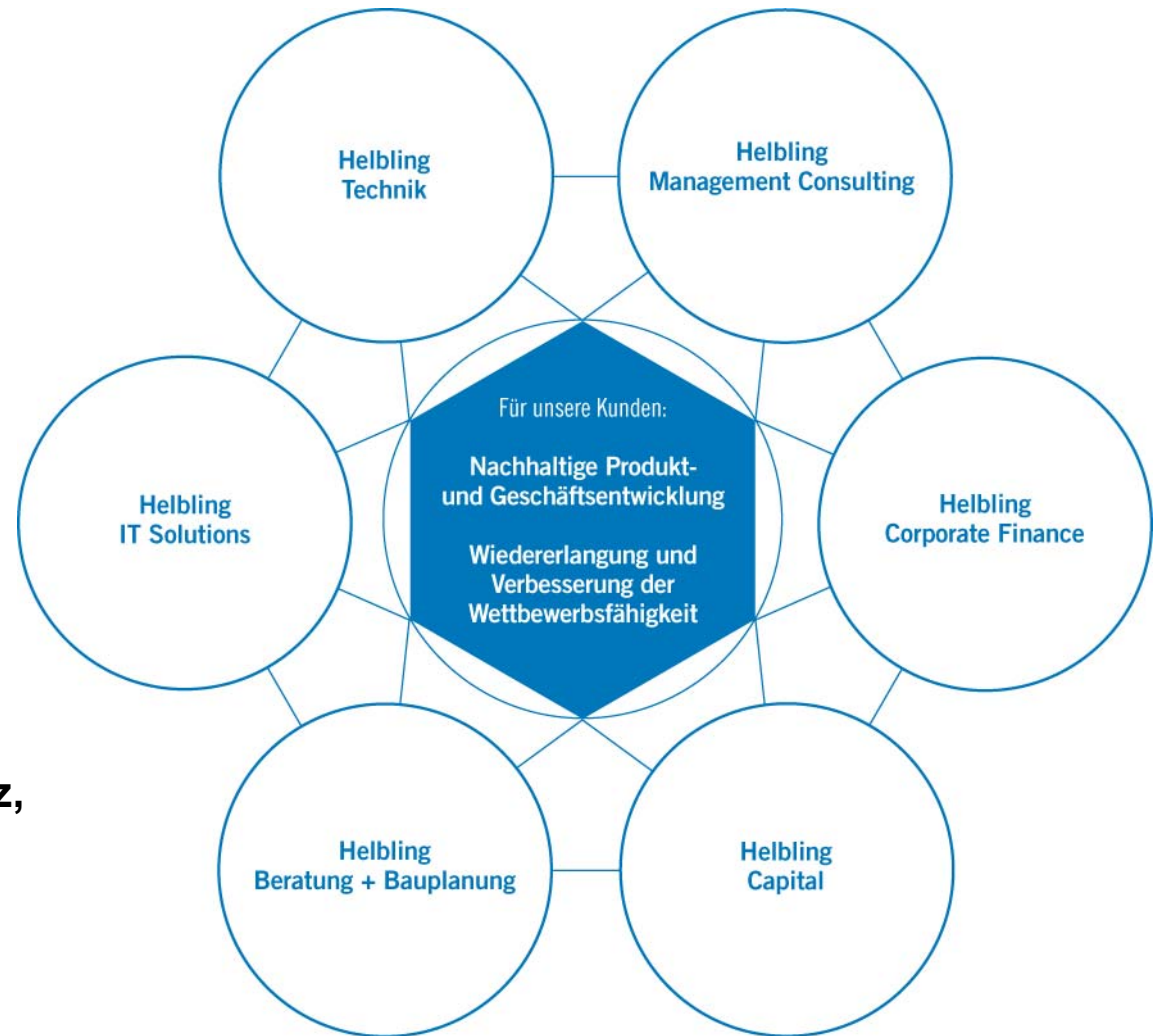 Helbling
Technik
Helbling
Management Consulting
Helbling
IT Solutions
Für unsere Kunden:
Nachhaltige Produkt-
und Geschäftsentwicklung
Wiedererlangung und
Verbesserung der
Wettbewerbsfähigkeit
Helbling
Corporate Finance
z,
Helbling
Beratung + Bauplanung
Helbling
Capital